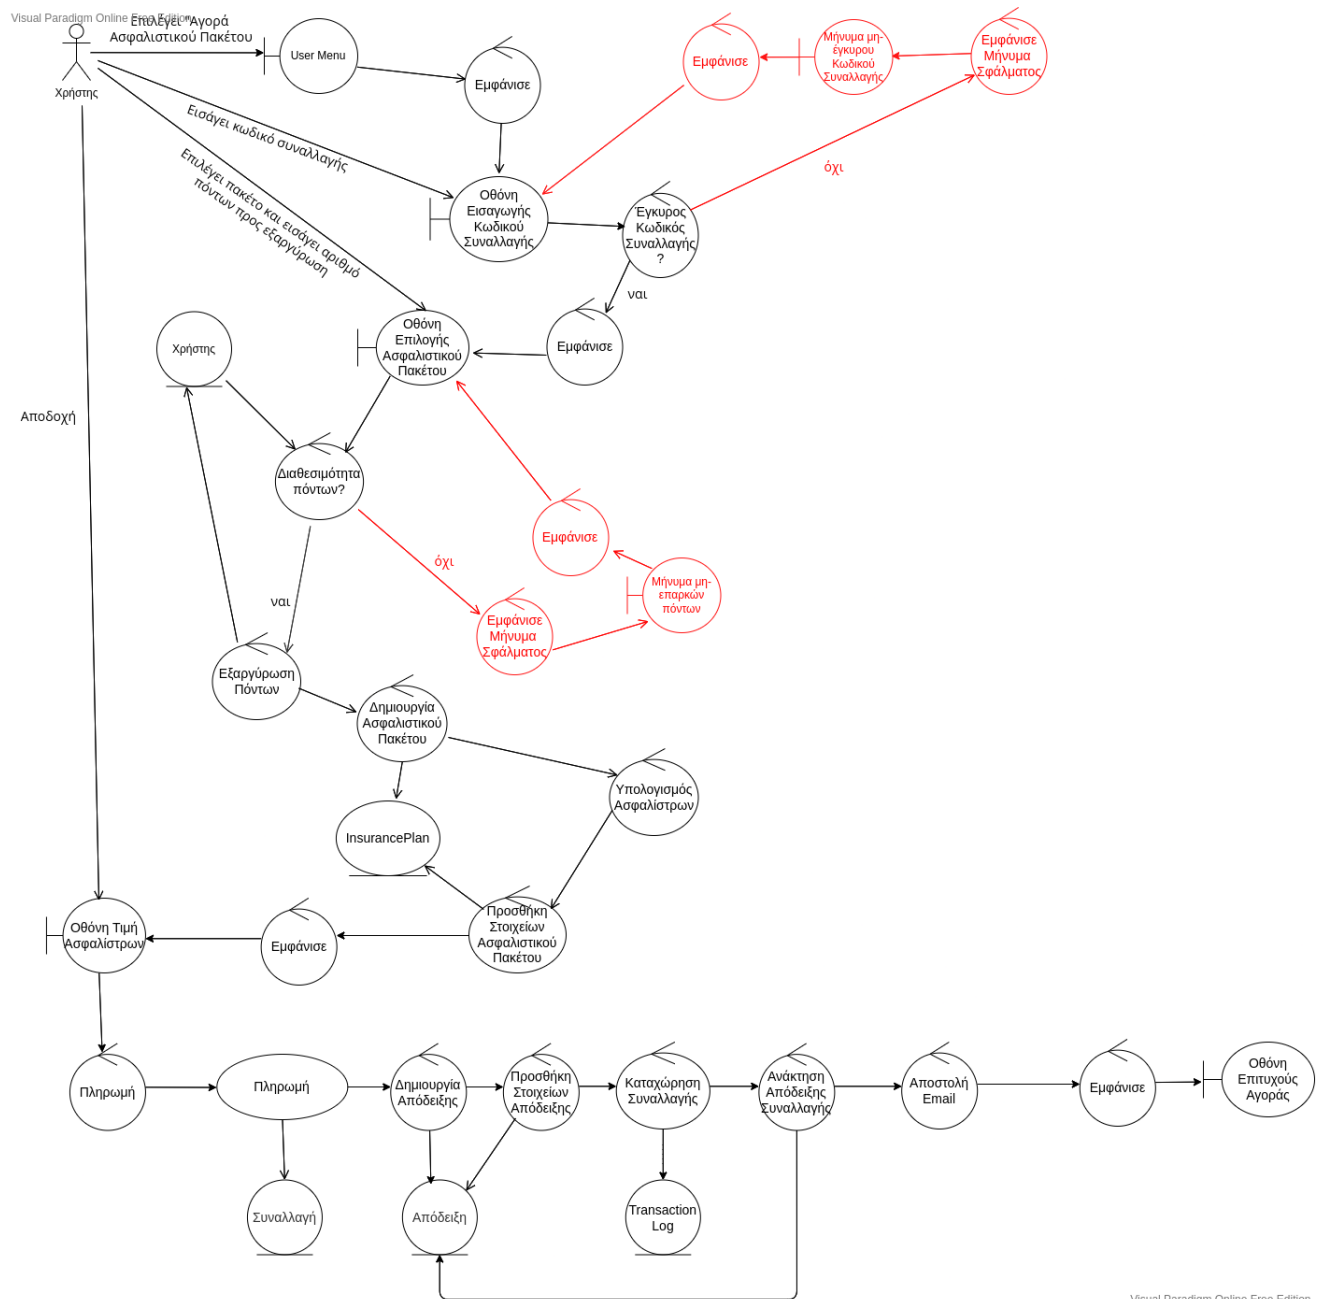 Visual Paradigm Online Free Edition
Επιλέγει "Αγορά
Ασφαλιστικού Πακέτου
Χρήστης
User Menu
Εμφάνισε
Εμφάνισε
Μήνυμα μη-
έγκυρου
Κωδικού
Συναλλαγής
Εμφάνισε
Μήνυμα
Σφάλματος
Εισάγει κωδικό συναλλαγής
Επιλέγει πακέτο και εισάγει αριθμό
πόντων προς εξαργύρωση
όχι
Οθόνη
Εισαγωγής
Κωδικού
Συναλλαγής
Έγκυρος
Κωδικός
Συναλλαγής
?
ναι
Χρήστης
Οθόνη
Επιλογής
Ασφαλιστικού
Πακέτου
Εμφάνισε
Αποδοχή
Διαθεσιμότητα
πόντων?
όχι
Εμφάνισε
ναι
Μήνυμα μη-
επαρκών
πόντων
Εμφάνισε
Μήνυμα
Σφάλματος
Εξαργύρωση
Πόντων
Δημιουργία
Ασφαλιστικού
Πακέτου
Υπολογισμός
Ασφαλίστρων
InsurancePlan
Προσθήκη
Στοιχείων
Ασφαλιστικού
Πακέτου
Εμφάνισε
Οθόνη Τιμή
Ασφαλίστρων
Πληρωμή
Πληρωμή
Δημιουργία
Απόδειξης
Προσθήκη
Στοιχείων
Απόδειξης
Καταχώρηση
Συναλλαγής
Ανάκτηση
Απόδειξης
Συναλλαγής
Αποστολή
Email
Εμφάνισε
Οθόνη
Επιτυχούς
Αγοράς
Συναλλαγή
Απόδειξη
Transaction
Log
Visual Paradigm Online Free Edition